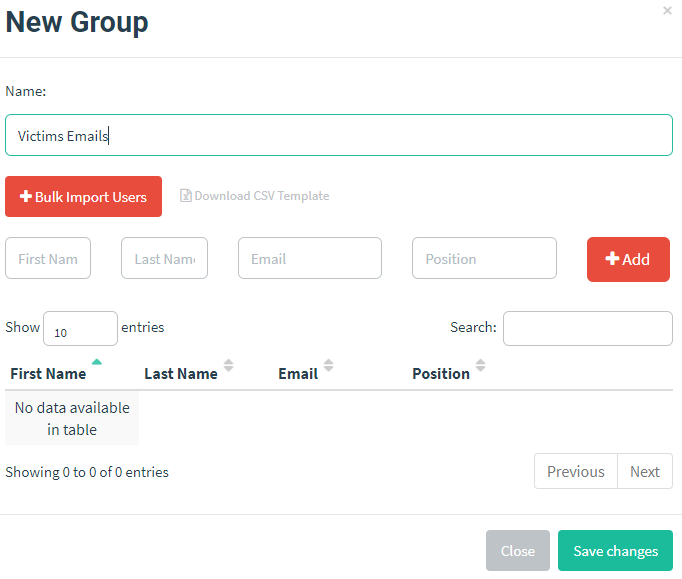 New Group
×
Name:
Victims Emails
+ Bulk Import Users Download CSV Template
First Nam Last Name Email Position + Add
Show 10 entries Search:
First Name Last Name Email Position
No data available
in table
Showing 0 to 0 of 0 entries Previous Next
Close Save changes